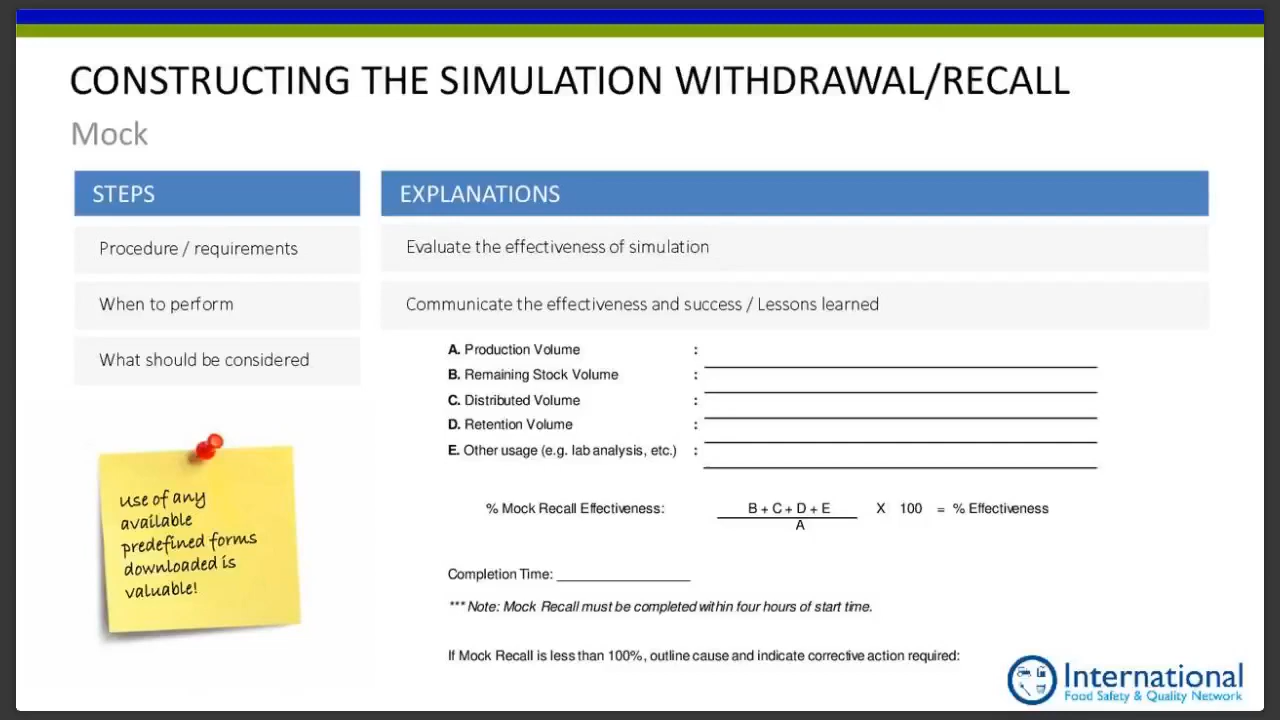 CONSTRUCTING THE SIMULATION WITHDRAWAL/RECALL
Mock
STEPS
Procedure / requirements
When to perform
What should be considered
use of any
available
predefined forms
downloaded is
valuable!
EXPLANATIONS
Evaluate the effectiveness of simulation
Communicate the effectiveness and success / Lessons learned
A. Production Volume :
B. Remaining Stock Volume :
C. Distributed Volume :
D. Retention Volume :
E. Other usage (e.g. lab analysis, etc.) :
% Mock Recall Effectiveness: B + C + D + E X 100 = % Effectiveness
A
Completion Time: ________________
*** Note: Mock Recall must be completed within four hours of start time.
If Mock Recall is less than 100%, outline cause and indicate corrective action required:
International
Food Safety & Quality Network